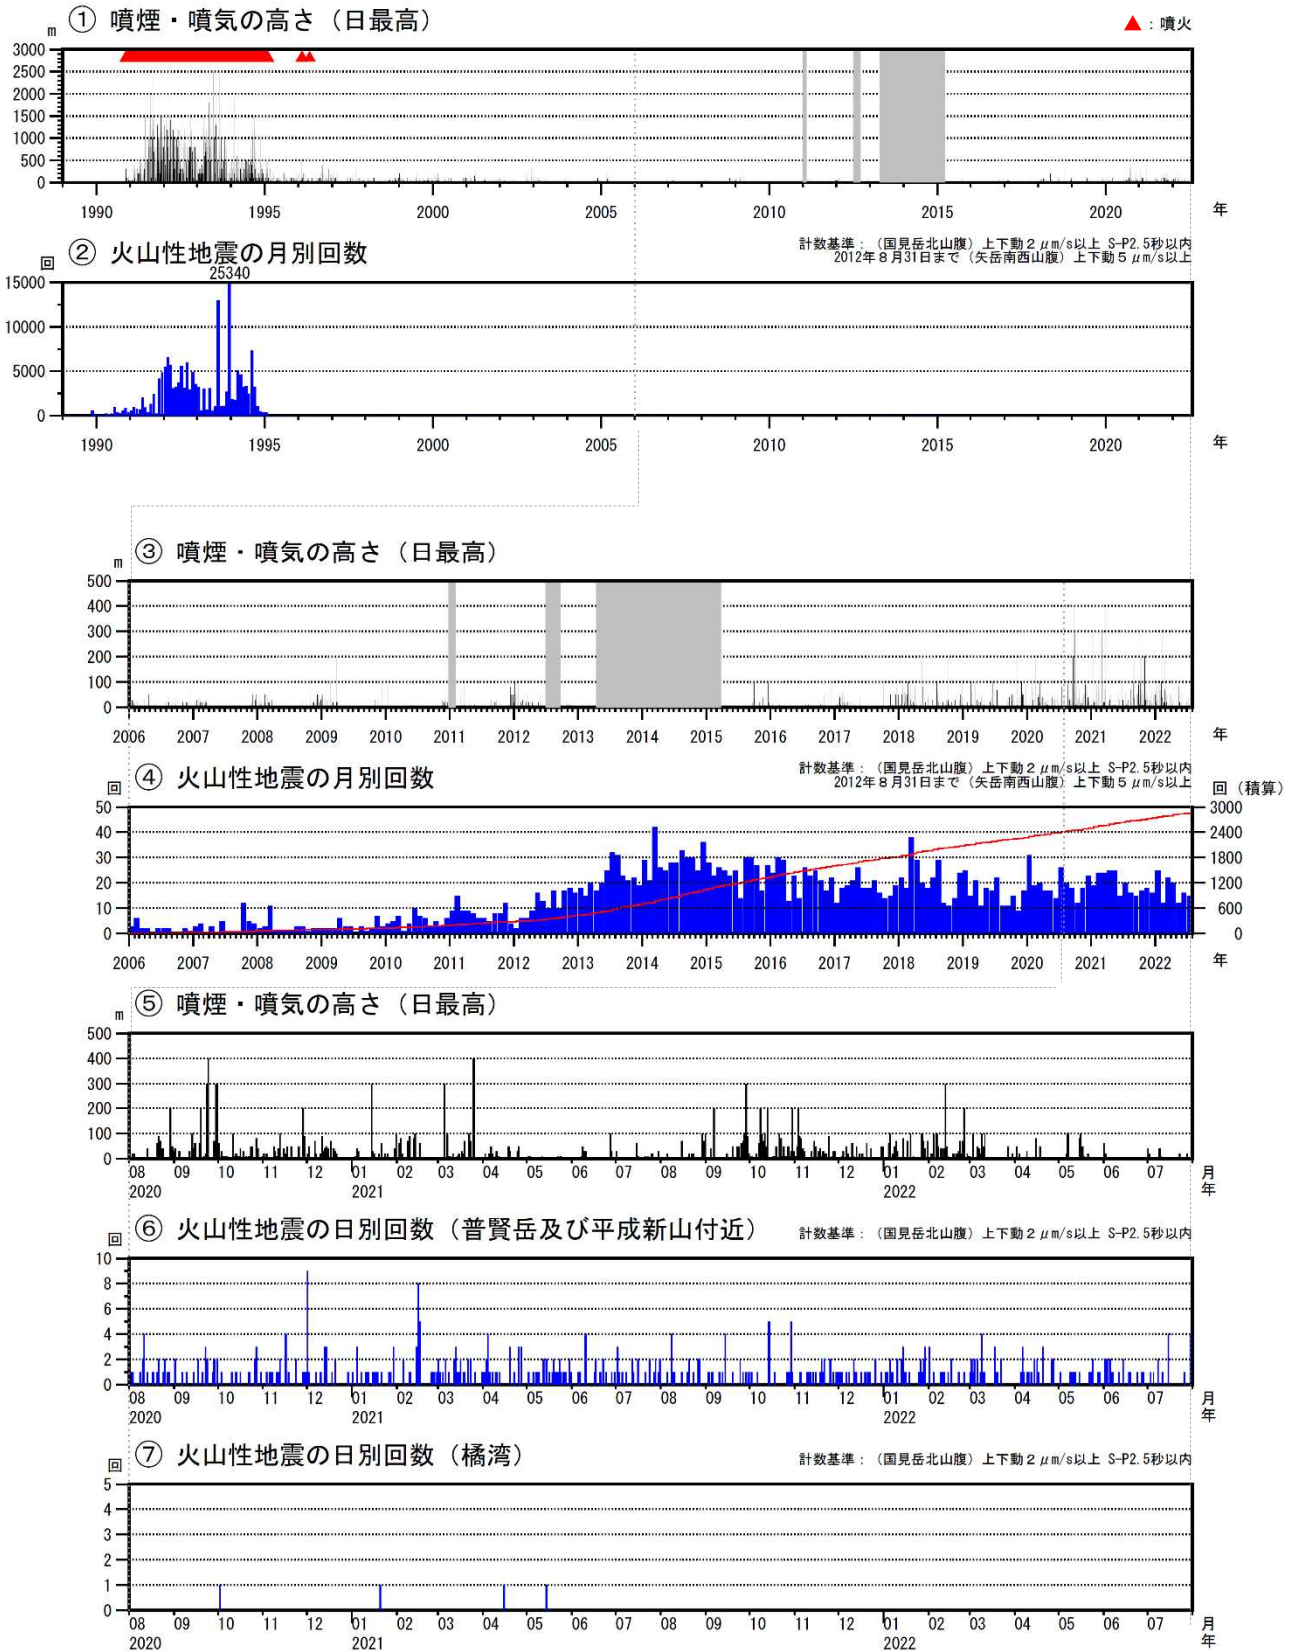 ① 噴煙・噴気の高さ（日最高）
▲：噴火
m
3000
2500
2000
1500
1000
500
0
1990 1995 2000 2005 2010 2015 2020 年
② 火山性地震の月別回数
計数基準：（国見岳北山腹）上下動２μm/s以上 S-P2.5秒以内
2012年８月31日まで（矢岳南西山腹）上下動５μm/s以上
回
25340
15000
10000
5000
0
1990 1995 2000 2005 2010 2015 2020 年
③ 噴煙・噴気の高さ（日最高）
m
500
400
300
200
100
0
2006 2007 2008 2009 2010 2011 2012 2013 2014 2015 2016 2017 2018 2019 2020 2021 2022 年
④ 火山性地震の月別回数
計数基準：（国見岳北山腹）上下動２μm/s以上 S-P2.5秒以内
2012年８月31日まで（矢岳南西山腹）上下動５μm/s以上
回 回（積算）
50 3000
40 2400
30 1800
20 1200
10 600
0 0
2006 2007 2008 2009 2010 2011 2012 2013 2014 2015 2016 2017 2018 2019 2020 2021 2022 年
⑤ 噴煙・噴気の高さ（日最高）
m
500
400
300
200
100
0
08 09 10 11 12 01 02 03 04 05 06 07 08 09 10 11 12 01 02 03 04 05 06 07 月
2020 2021 2022 年
⑥ 火山性地震の日別回数（普賢岳及び平成新山付近）
計数基準：（国見岳北山腹）上下動２μm/s以上 S-P2.5秒以内
回
10
8
6
4
2
0
08 09 10 11 12 01 02 03 04 05 06 07 08 09 10 11 12 01 02 03 04 05 06 07 月
2020 2021 2022 年
⑦ 火山性地震の日別回数（橘湾）
計数基準：（国見岳北山腹）上下動２μm/s以上 S-P2.5秒以内
回
5
4
3
2
1
0
08 09 10 11 12 01 02 03 04 05 06 07 08 09 10 11 12 01 02 03 04 05 06 07 月
2020 2021 2022 年